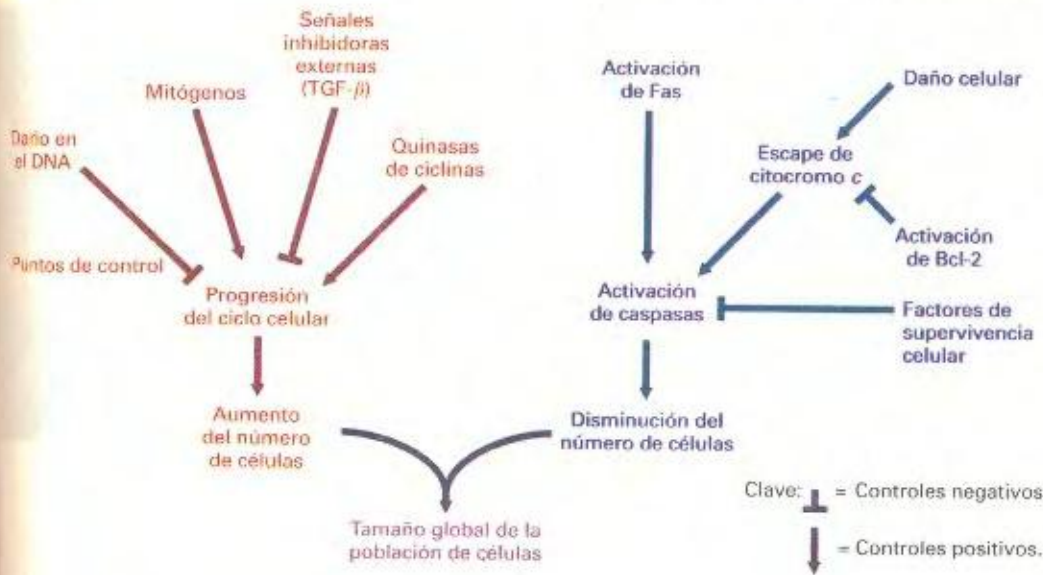 Señales
inhibidoras
externas
(TGF-β)
Mitógenos
Daño en
el DNA
Quinasas
de ciclinas
Puntos de control
Progresión
del ciclo celular
Aumento
del número
de células
Activación
de Fas
Daño celular
Escape de
citocromo c
Activación
de Bcl-2
Activación
de caspasas
Factores de
supervivencia
celular
Disminución del
número de células
Tamaño global de la
población de células
Clave: = Controles negativos
= Controles positivos.